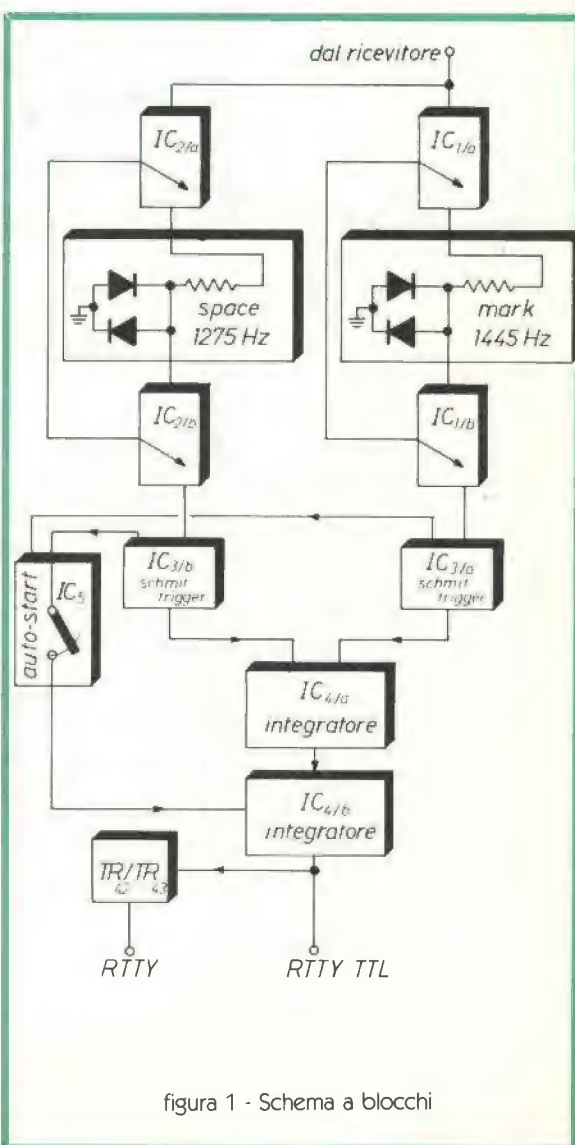 dal ricevitore
IC2/a
IC1/a
space
1275 Hz
mark
1445 Hz
IC2/b
IC1/b
auto-start
IC5
IC3/b
schmit
trigger
IC3/a
schmit
trigger
IC4/a
integratore
IC4/b
integratore
TR/TR
42 43
RTTY
RTTY TTL
figura 1 - Schema a blocchi